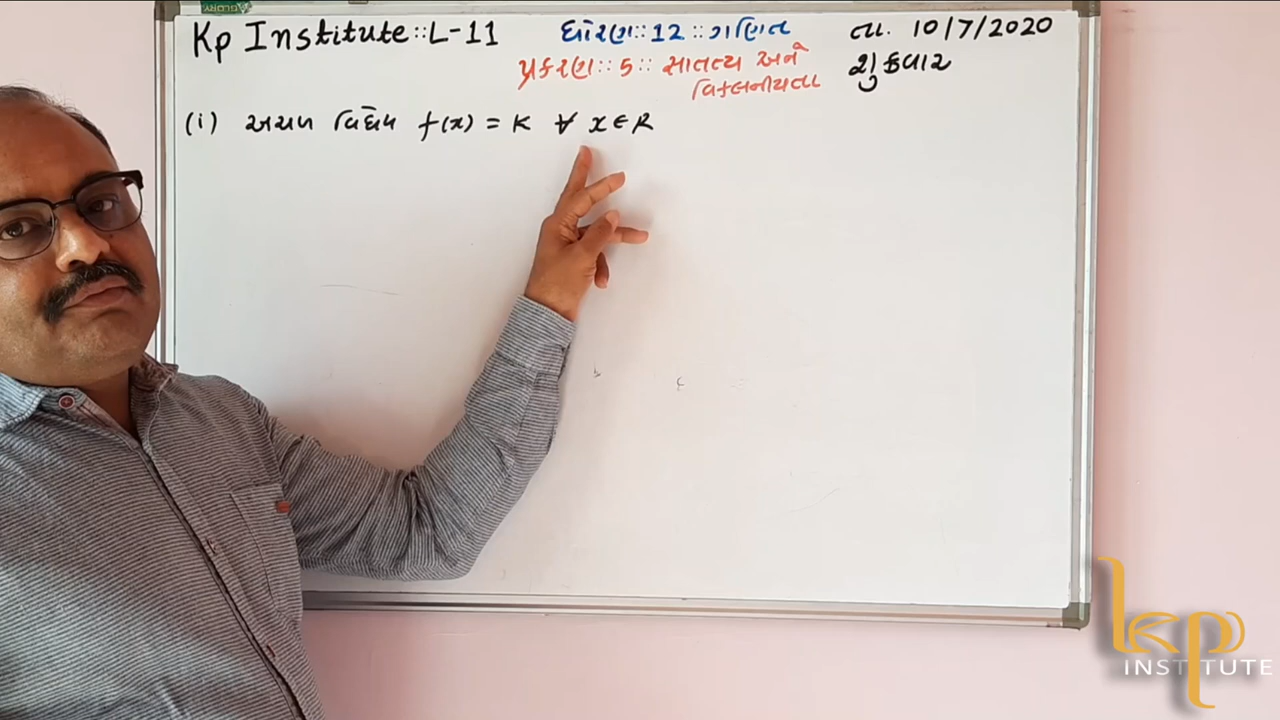 Kp Institute::L-11
ધોરણ::12::ગણિત
તા. 10/7/2020
પ્રકરણ::5::સાતત્ય અને
વિકલનીયતા
શુક્રવાર
(i) અચળ વિધેય f(x) = K ∀ x∈R
kp
INSTITUTE